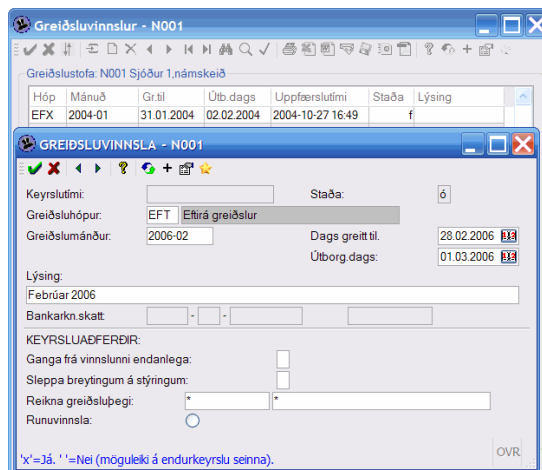 Greiðsluvinnslur - N001
Greiðslustofa: N001 Sjóður 1,námskeið
Hóp Mánuð Gr.til Útb.dags Uppfærslutími Staða Lýsing
EFX 2004-01 31.01.2004 02.02.2004 2004-10-27 16:49 f
GREIÐSLUVINNSLA - N001
Keyrslutími: Staða: ó
Greiðsluhópur: EFT Eftirá greiðslur
Greiðslumánður: 2006-02 Dags greitt til. 28.02.2006
Útborg.dags: 01.03.2006
Lýsing:
Febrúar 2006
Bankarkn.skatt: - -
KEYRSLUAÐFERÐIR:
Ganga frá vinnslunni endanlega:
Sleppa breytingum á stýringum:
Reikna greiðsluþegi: * *
Runuvinnsla:
'x'=Já. ' '=Nei (möguleiki á endurkeyrslu seinna).
OVR